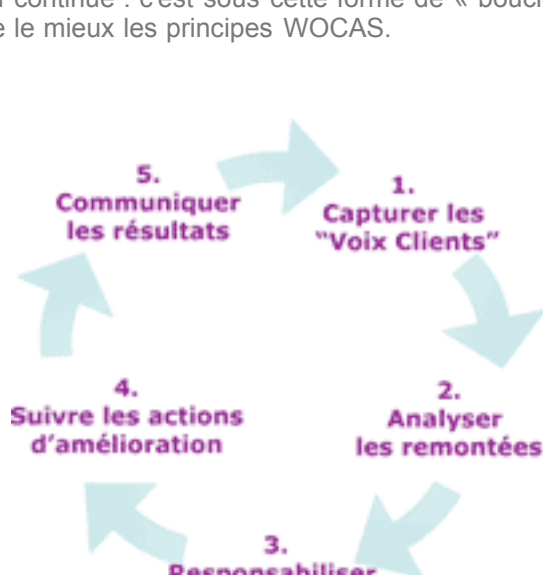 continue : c'est sous cette forme de «
le mieux les principes WOCAS.
5.
Communiquer
les résultats
1.
Capturer les
"Voix Clients"
4.
Suivre les actions
d'amélioration
2.
Analyser
les remontées
3.
Responsabiliser